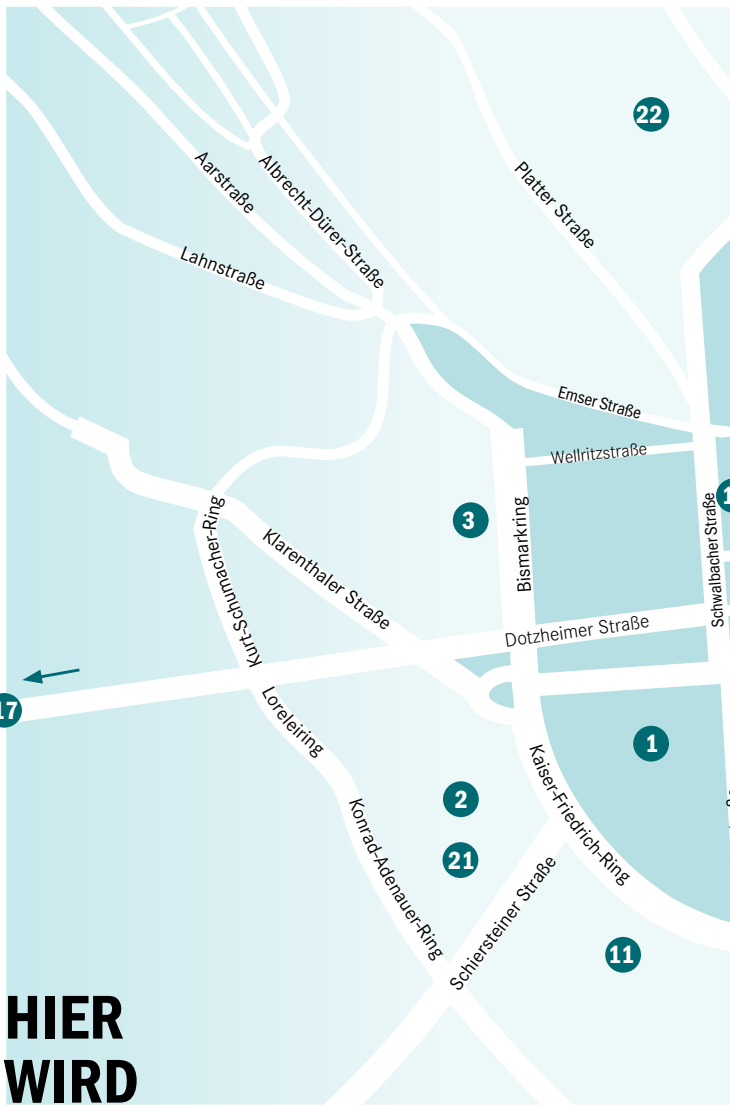 22
Platter Straße
Aarstraße
Albrecht-Dürer-Straße
Lahnstraße
Emser Straße
Wellritzstraße
Schwalbacher Straße
3
Bismarkring
Kurt-Schumacher-Ring
Klarenthaler Straße
Dotzheimer Straße
17
Loreleiring
1
Kaiser-Friedrich-Ring
2
Konrad-Adenauer-Ring
21
Schiersteiner Straße
11
HIER
WIRD